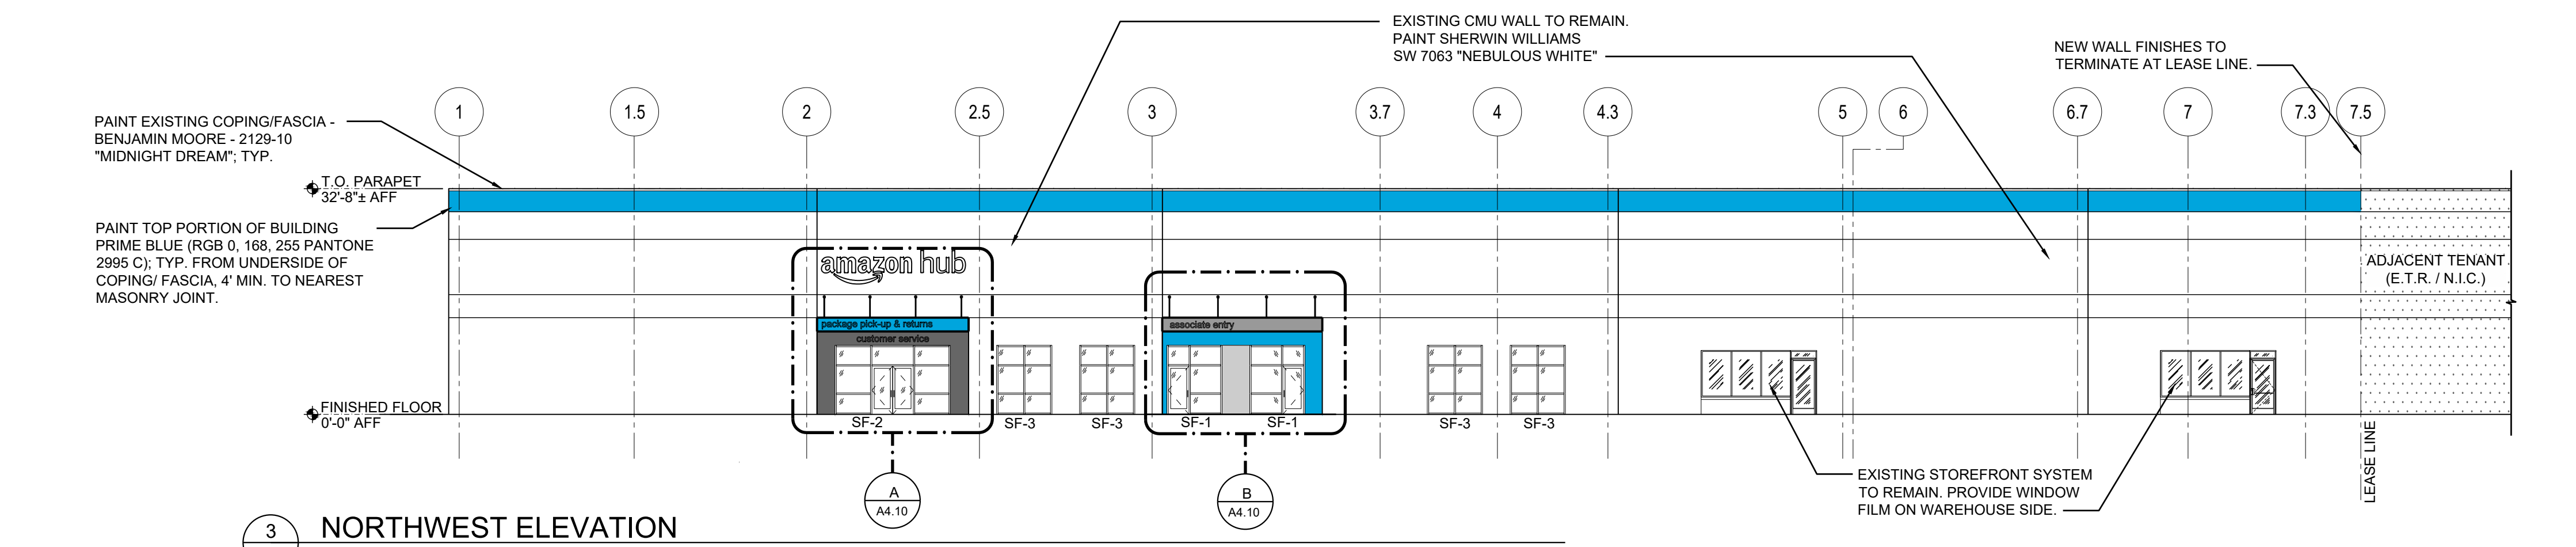 EXISTING CMU WALL TO REMAIN.
PAINT SHERWIN WILLIAMS
SW 7063 "NEBULOUS WHITE"
NEW WALL FINISHES TO
TERMINATE AT LEASE LINE.
1
1.5
2
2.5
3
3.7
4
4.3
5
6
6.7
7
7.3
7.5
PAINT EXISTING COPING/FASCIA -
BENJAMIN MOORE - 2129-10
"MIDNIGHT DREAM"; TYP.
T.O. PARAPET
32'-8"± AFF
PAINT TOP PORTION OF BUILDING
PRIME BLUE (RGB 0, 168, 255 PANTONE
2995 C); TYP. FROM UNDERSIDE OF
COPING/ FASCIA, 4' MIN. TO NEAREST
MASONRY JOINT.
amazon hub
package pick-up & returns
customer service
associate entry
ADJACENT TENANT
(E.T.R. / N.I.C.)
FINISHED FLOOR
0'-0" AFF
SF-2
SF-3
SF-3
SF-1
SF-1
SF-3
SF-3
LEASE LINE
EXISTING STOREFRONT SYSTEM
TO REMAIN. PROVIDE WINDOW
FILM ON WAREHOUSE SIDE.
A
A4.10
B
A4.10
3
NORTHWEST ELEVATION